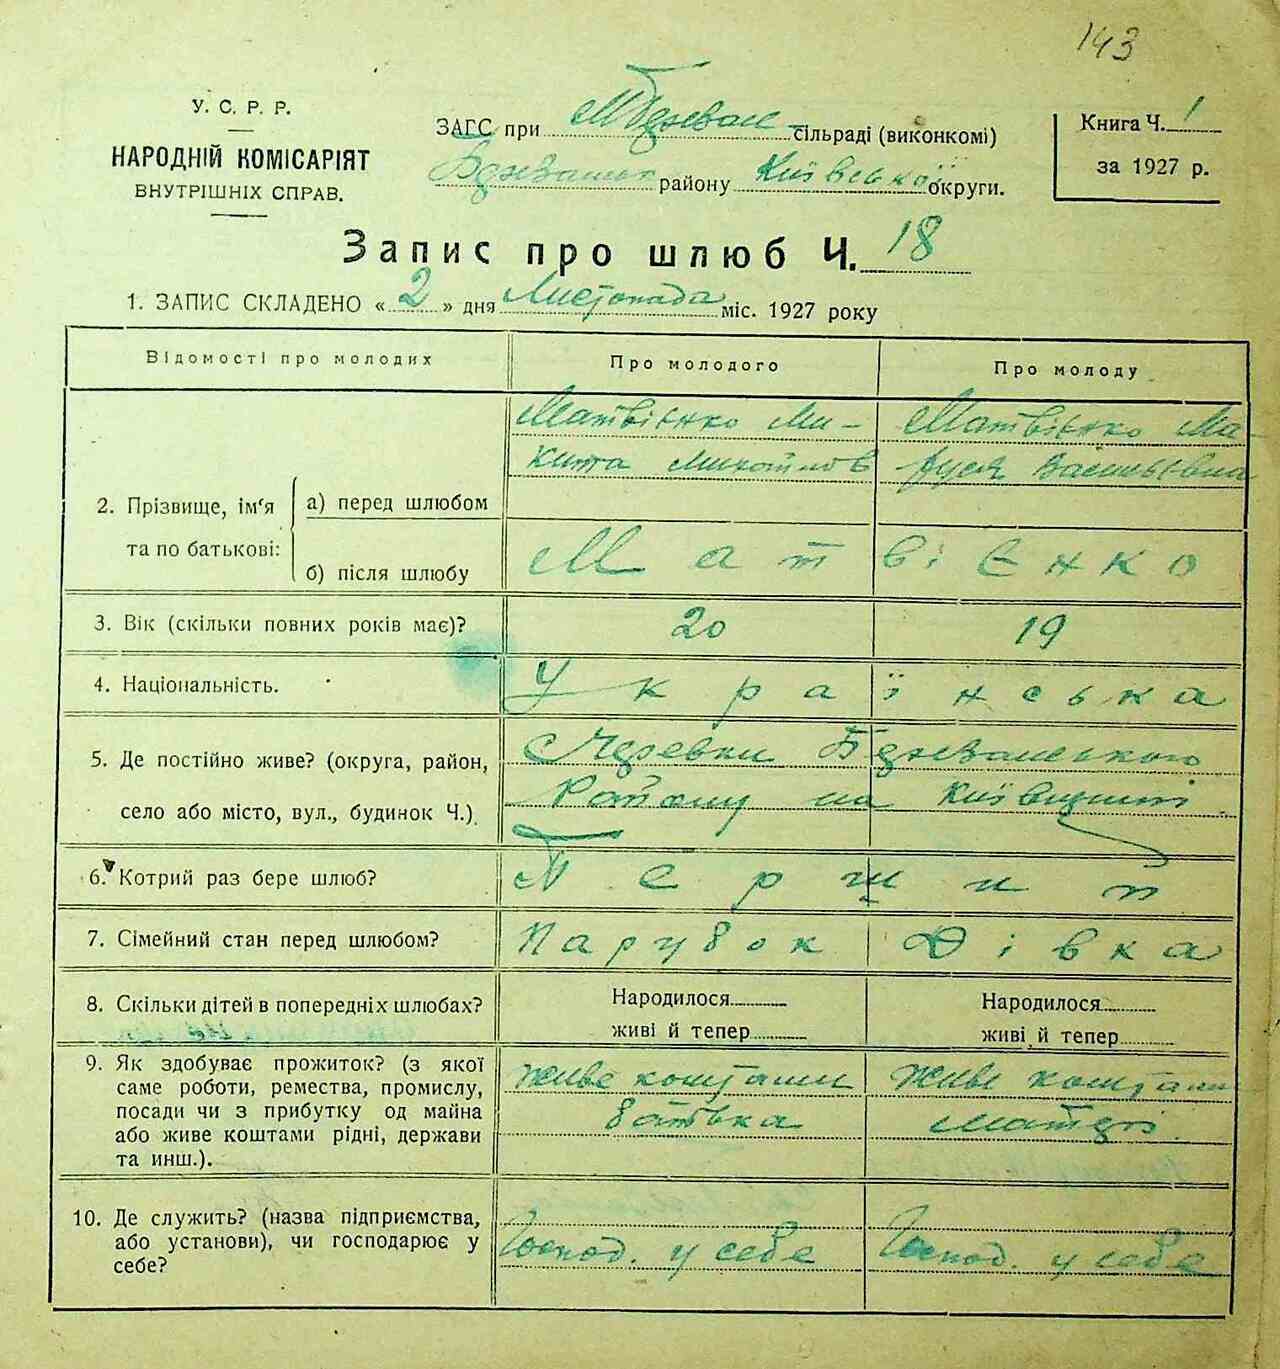 143
У. С. Р. Р.
НАРОДНІЙ КОМІСАРІЯТ
ВНУТРІШНІХ СПРАВ.
ЗАГС при сільраді (виконкомі)
району Київської округи.
Книга Ч. 1
за 1927 р.
Запис про шлюб Ч. 18
1. ЗАПИС СКЛАДЕНО « 2 » дня Листопада міс. 1927 року
Відомості про молодих
Про молодого
Про молоду
2. Прізвище, ім'я
та по батькові:
а) перед шлюбом
Матвієнко Ми-
кита
Матвієнко Ма-
руся Васильівна
б) після шлюбу
Матвієнко
3. Вік (скільки повних років має)?
20
19
4. Національність.
Українська
5. Де постійно живе? (округа, район,
село або місто, вул., будинок Ч.)
на Київщині
6. Котрий раз бере шлюб?
Перший
7. Сімейний стан перед шлюбом?
Парубок
Дівка
8. Скільки дітей в попередніх шлюбах?
Народилося
живі й тепер
Народилося
живі й тепер
9. Як здобуває прожиток? (з якої
саме роботи, ремества, промислу,
посади чи з прибутку од майна
або живе коштами рідні, держави
та инш.).
живе коштами
батька
живе коштами
матері
10. Де служить? (назва підприємства,
або установи), чи господарює у
себе?
Господ. у себе
Господ. у себе